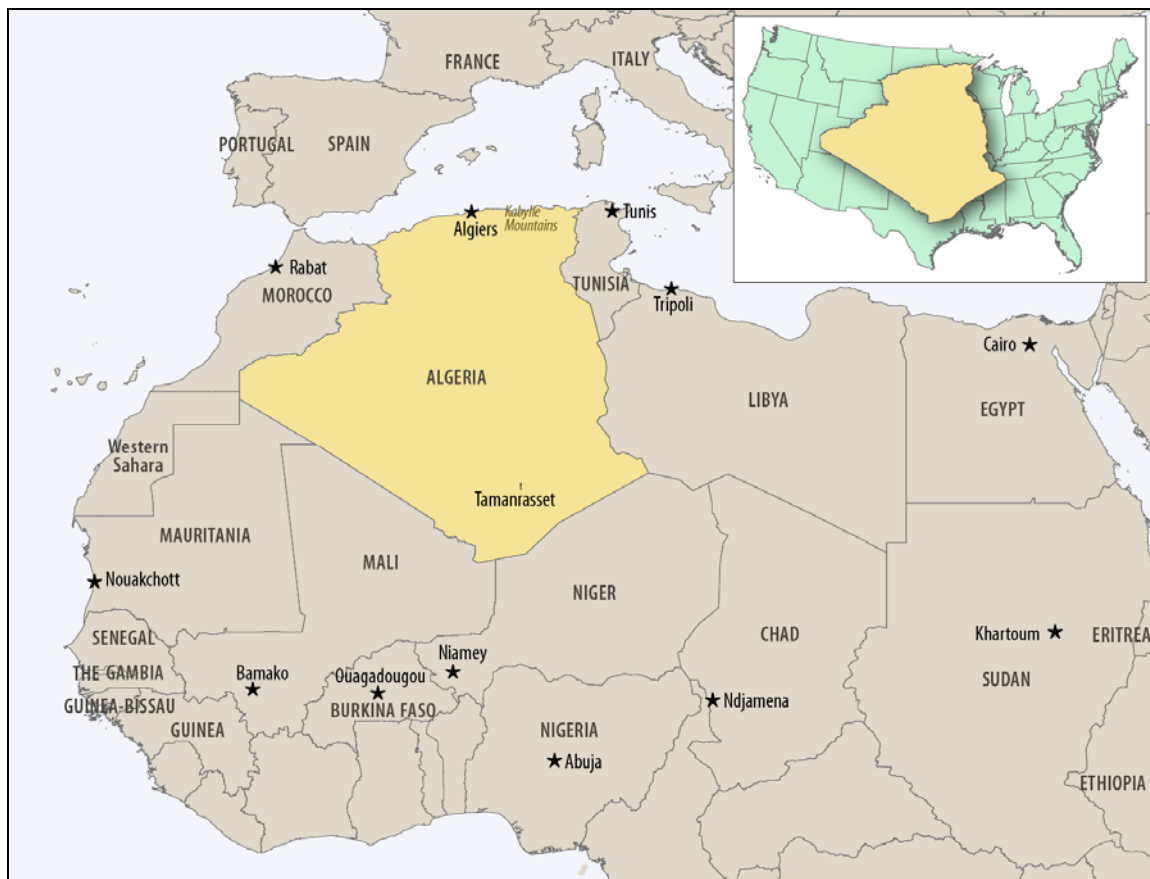 FRANCE
ITALY
PORTUGAL
SPAIN
Kabylie
Mountains
Algiers
Tunis
Rabat
MOROCCO
TUNISIA
Tripoli
Cairo
ALGERIA
LIBYA
EGYPT
Western
Sahara
Tamanrasset
MAURITANIA
MALI
Nouakchott
NIGER
CHAD
SENEGAL
Khartoum
ERITREA
THE GAMBIA
Bamako
Niamey
Ouagadougou
SUDAN
GUINEA-BISSAU
BURKINA FASO
Ndjamena
GUINEA
NIGERIA
Abuja
ETHIOPIA